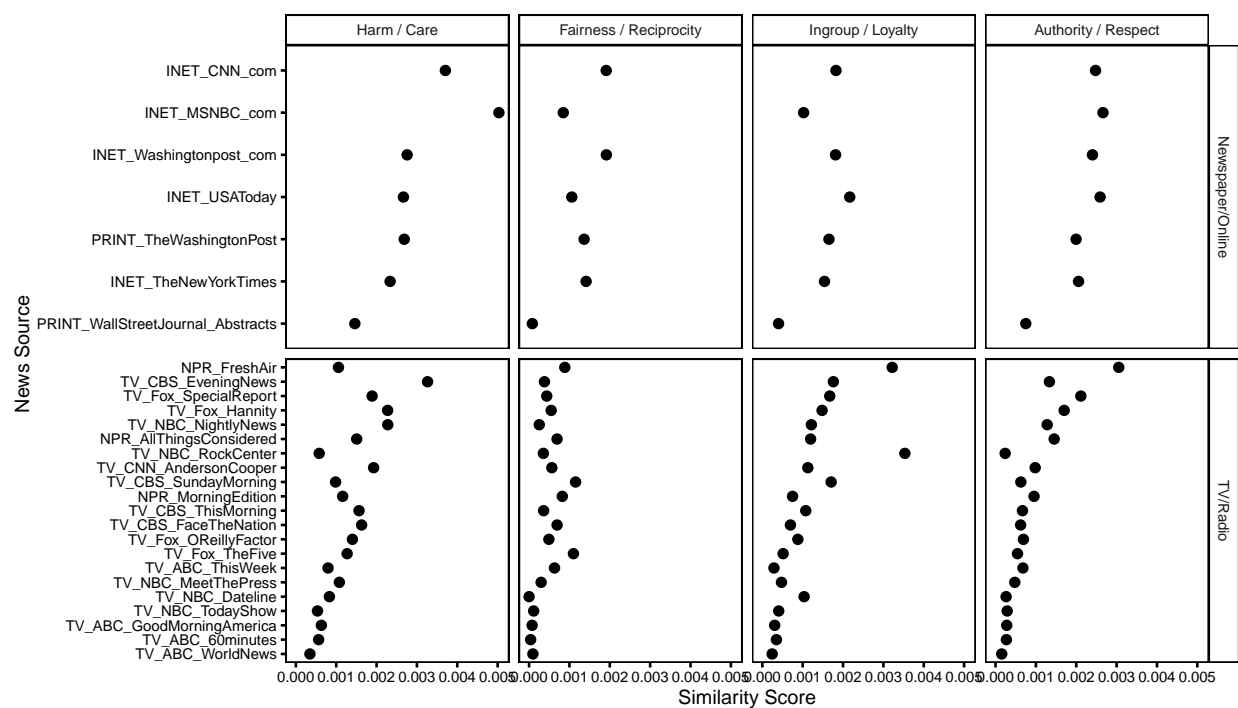 Harm / Care
Fairness / Reciprocity
Ingroup / Loyalty
Authority / Respect
INET_CNN_com
INET_MSNBC_com
INET_Washingtonpost_com
INET_USAToday
PRINT_TheWashingtonPost
INET_TheNewYorkTimes
PRINT_WallStreetJournal_Abstracts
Newspaper/Online
NPR_FreshAir
TV_CBS_EveningNews
TV_Fox_SpecialReport
TV_Fox_Hannity
TV_NBC_NightlyNews
NPR_AllThingsConsidered
TV_NBC_RockCenter
TV_CNN_AndersonCooper
TV_CBS_SundayMorning
NPR_MorningEdition
TV_CBS_ThisMorning
TV_CBS_FaceTheNation
TV_Fox_OReillyFactor
TV_Fox_TheFive
TV_ABC_ThisWeek
TV_NBC_MeetThePress
TV_NBC_Dateline
TV_NBC_TodayShow
TV_ABC_GoodMorningAmerica
TV_ABC_60minutes
TV_ABC_WorldNews
TV/Radio
News Source
0.000 0.001 0.002 0.003 0.004 0.005 0.000 0.001 0.002 0.003 0.004 0.005 0.000 0.001 0.002 0.003 0.004 0.005 0.000 0.001 0.002 0.003 0.004 0.005
Similarity Score